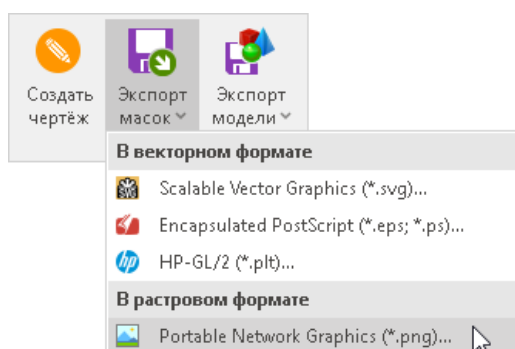 Создать Экспорт Экспорт
чертёж масок модели
В векторном формате
Scalable Vector Graphics (*.svg)...
Encapsulated PostScript (*.eps; *.ps)...
hp HP-GL/2 (*.plt)...
В растровом формате
Portable Network Graphics (*.png)...